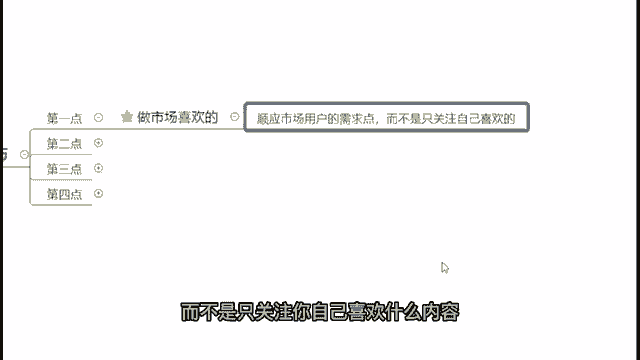 第一点
做市场喜欢的
顺应市场用户的需求点，而不是只关注自己喜欢的
第二点
第三点
第四点
而不是只关注你自己喜欢什么内容